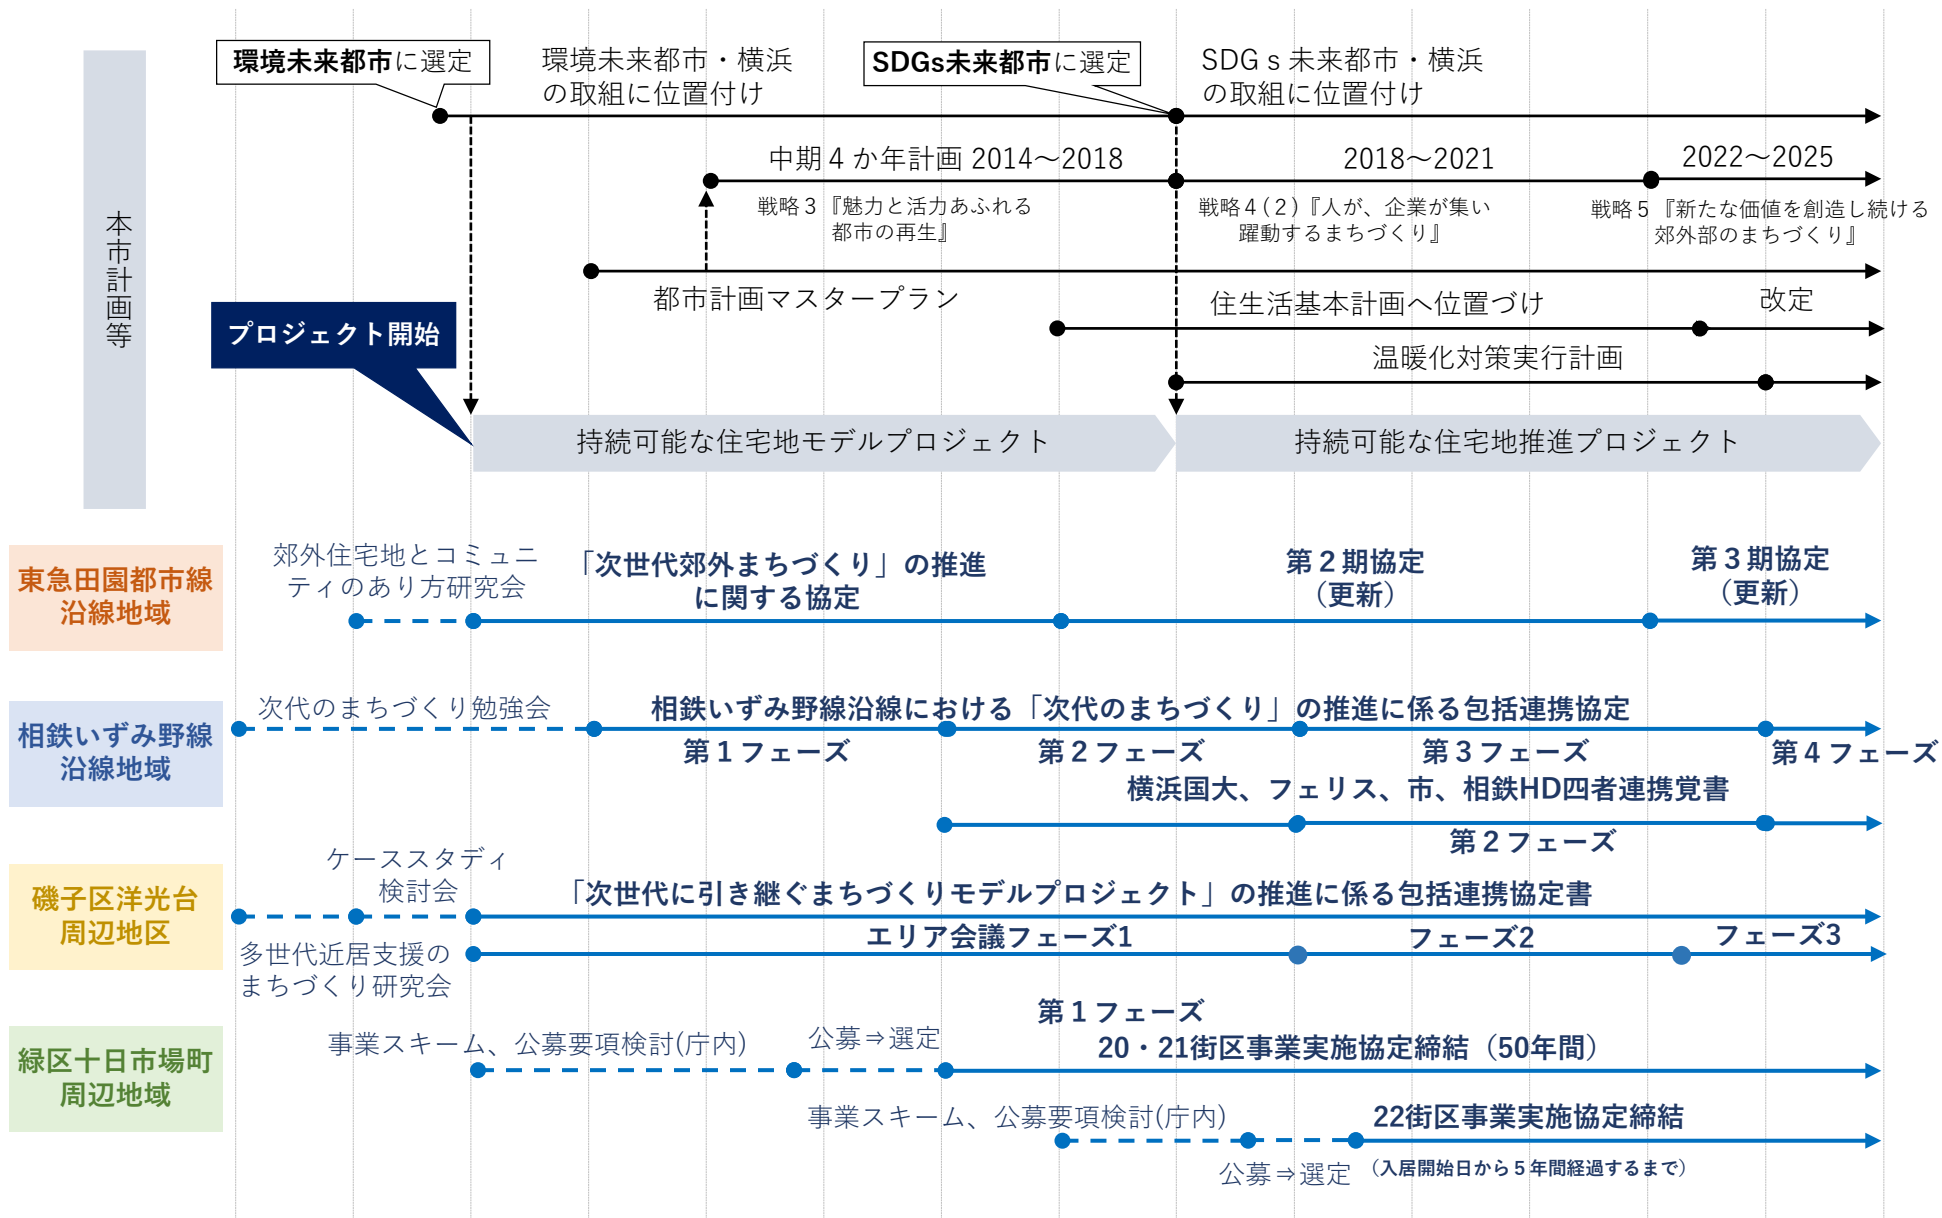 環境未来都市に選定
環境未来都市・横浜
の取組に位置付け
SDGs未来都市に選定
SDGｓ未来都市・横浜
の取組に位置付け
中期４か年計画 2014～2018
2018～2021
2022～2025
戦略３『魅力と活力あふれる
都市の再生』
戦略４(２)『人が、企業が集い
躍動するまちづくり』
戦略５『新たな価値を創造し続ける
郊外部のまちづくり』
本市計画等
都市計画マスタープラン
住生活基本計画へ位置づけ
改定
プロジェクト開始
温暖化対策実行計画
持続可能な住宅地モデルプロジェクト
持続可能な住宅地推進プロジェクト
東急田園都市線
沿線地域
郊外住宅地とコミュニ
ティのあり方研究会
「次世代郊外まちづくり」の推進
に関する協定
第２期協定
（更新）
第３期協定
（更新）
相鉄いずみ野線
沿線地域
次代のまちづくり勉強会
相鉄いずみ野線沿線における「次代のまちづくり」の推進に係る包括連携協定
第１フェーズ
第２フェーズ
第３フェーズ
第４フェーズ
横浜国大、フェリス、市、相鉄HD四者連携覚書
第２フェーズ
磯子区洋光台
周辺地区
ケーススタディ
検討会
「次世代に引き継ぐまちづくりモデルプロジェクト」の推進に係る包括連携協定書
エリア会議フェーズ1
フェーズ2
フェーズ3
多世代近居支援の
まちづくり研究会
緑区十日市場町
周辺地域
事業スキーム、公募要項検討(庁内)
公募⇒選定
第１フェーズ
20・21街区事業実施協定締結（50年間）
事業スキーム、公募要項検討(庁内)
公募⇒選定
22街区事業実施協定締結
（入居開始日から５年間経過するまで）